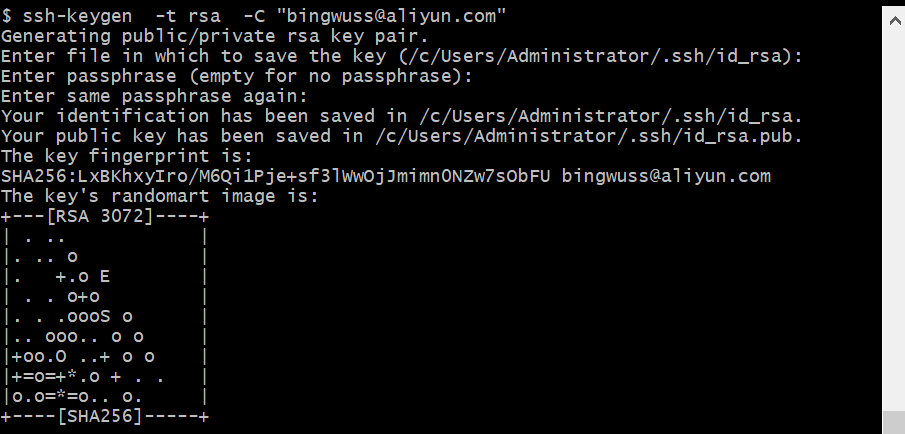 $ ssh-keygen  -t rsa  -C "bingwuss@aliyun.com"
Generating public/private rsa key pair.
Enter file in which to save the key (/c/Users/Administrator/.ssh/id_rsa):
Enter passphrase (empty for no passphrase):
Enter same passphrase again:
Your identification has been saved in /c/Users/Administrator/.ssh/id_rsa.
Your public key has been saved in /c/Users/Administrator/.ssh/id_rsa.pub.
The key fingerprint is:
SHA256:LxBKhxyIro/M6Qi1Pje+sf3lWwOjJmimn0NZw7sObFU bingwuss@aliyun.com
The key's randomart image is:
+---[RSA 3072]----+
| . ..            |
|. .. o           |
|.   +.o E        |
| . . o+o         |
|. . .oooS o      |
|.. ooo.. o o     |
|+oo.O ..+ o o    |
|+=o=+*.o + . .   |
|o.o=*=o.. o.     |
+----[SHA256]-----+